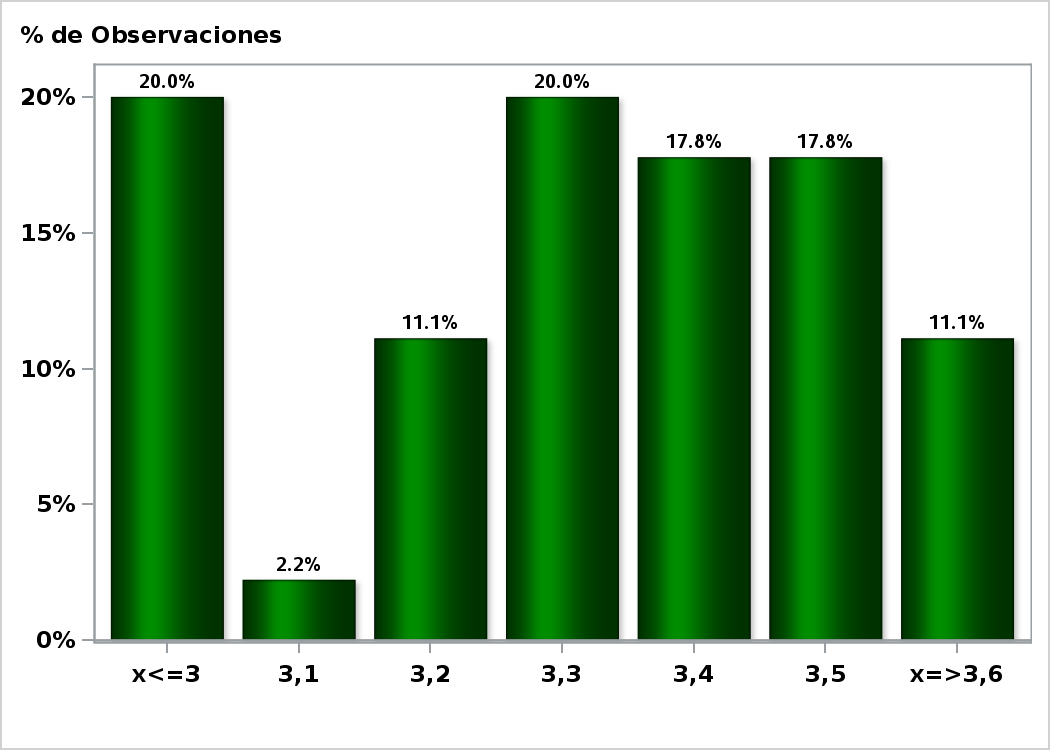 % de Observaciones
20.0% 2.2% 11.1% 20.0% 17.8% 17.8% 11.1%
20%
15%
10%
5%
0%
x<=3 3,1 3,2 3,3 3,4 3,5 x=>3,6